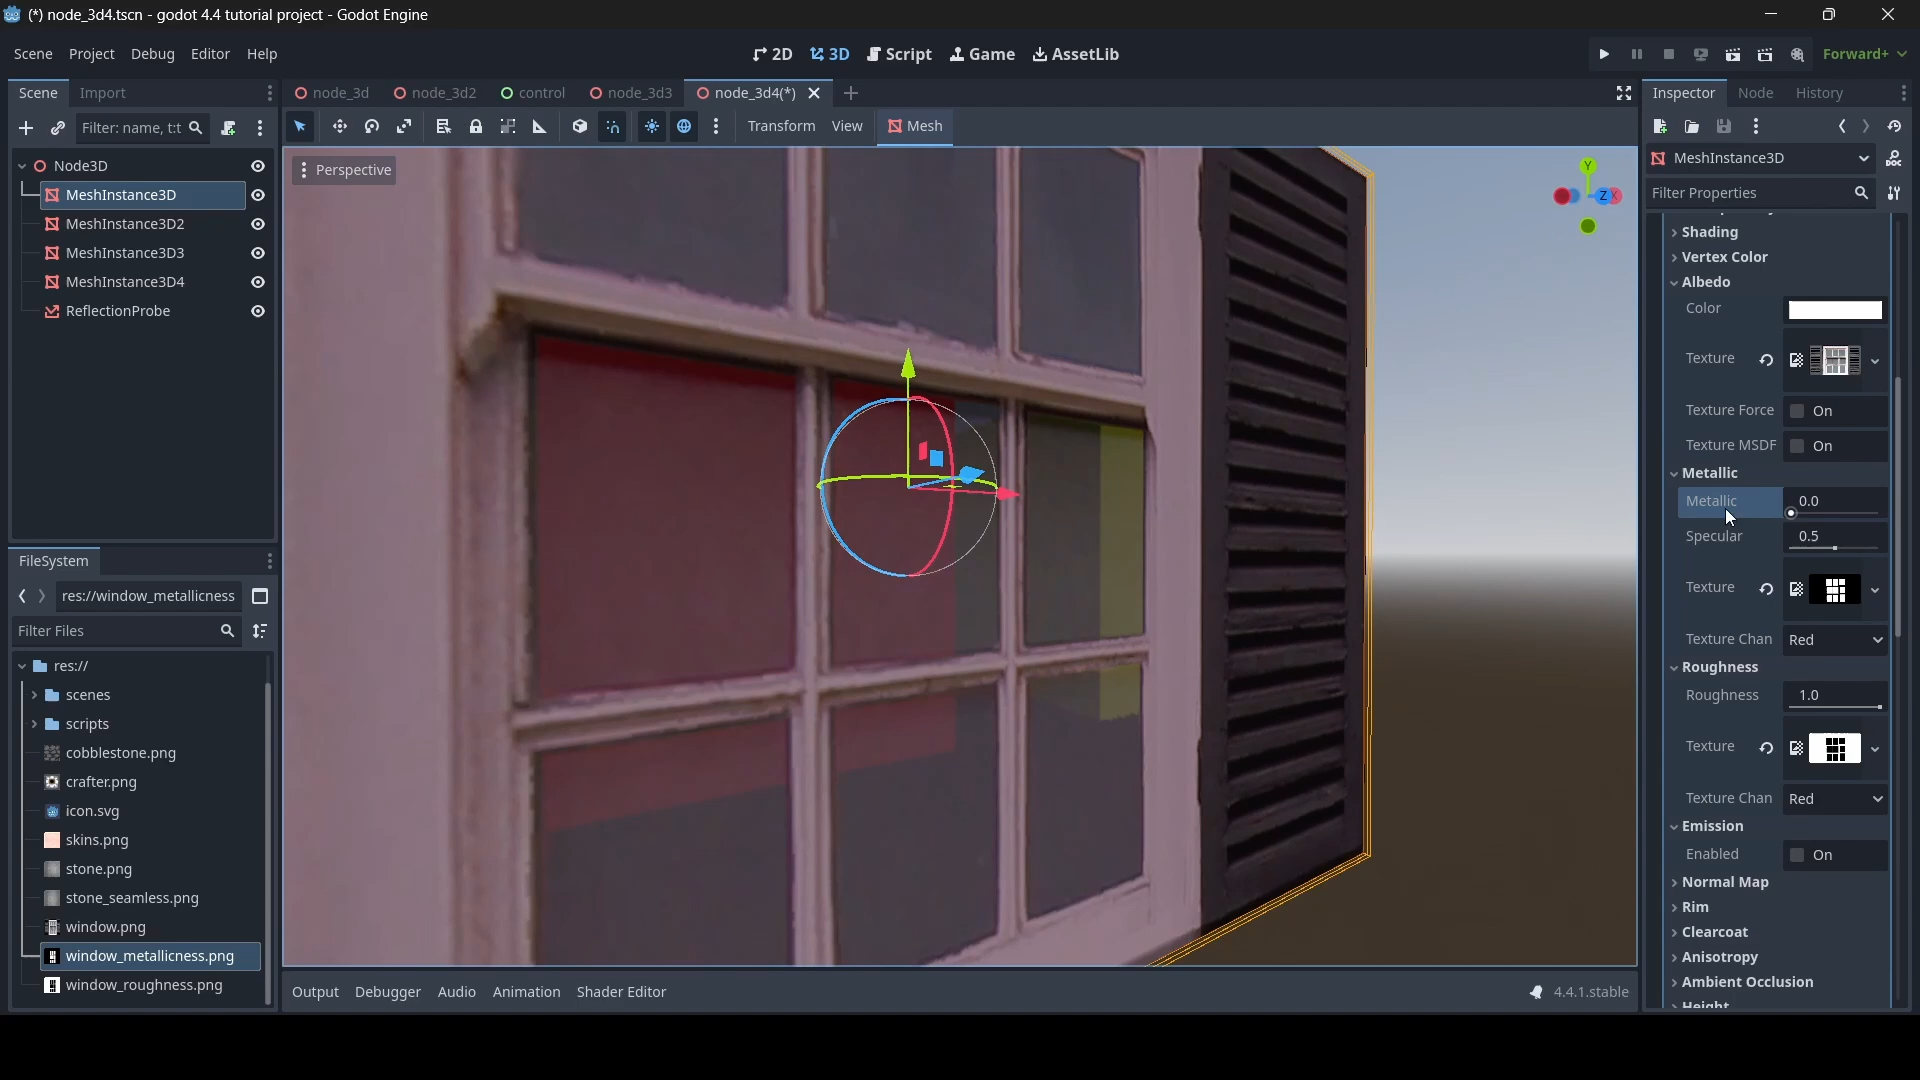 (*) node_3d4.tscn - godot 4.4 tutorial project - Godot Engine
Scene Project Debug Editor Help
2D 3D Script Game AssetLib
Forward+
Scene Import
Filter: name, t:t
Node3D
MeshInstance3D
MeshInstance3D2
MeshInstance3D3
MeshInstance3D4
ReflectionProbe
FileSystem
res://window_metallicness
Filter Files
res://
scenes
scripts
cobblestone.png
crafter.png
icon.svg
skins.png
stone.png
stone_seamless.png
window.png
window_metallicness.png
window_roughness.png
node_3d node_3d2 control node_3d3 node_3d4(*)
Transform View Mesh
Perspective
Y
Z X
Output Debugger Audio Animation Shader Editor
4.4.1.stable
Inspector Node History
MeshInstance3D
DOC
Filter Properties
Shading
Vertex Color
Albedo
Color
Texture
Texture Force On
Texture MSDF On
Metallic
Metallic 0.0
Specular 0.5
Texture
Texture Chan Red
Roughness
Roughness 1.0
Texture
Texture Chan Red
Emission
Enabled On
Normal Map
Rim
Clearcoat
Anisotropy
Ambient Occlusion
Height